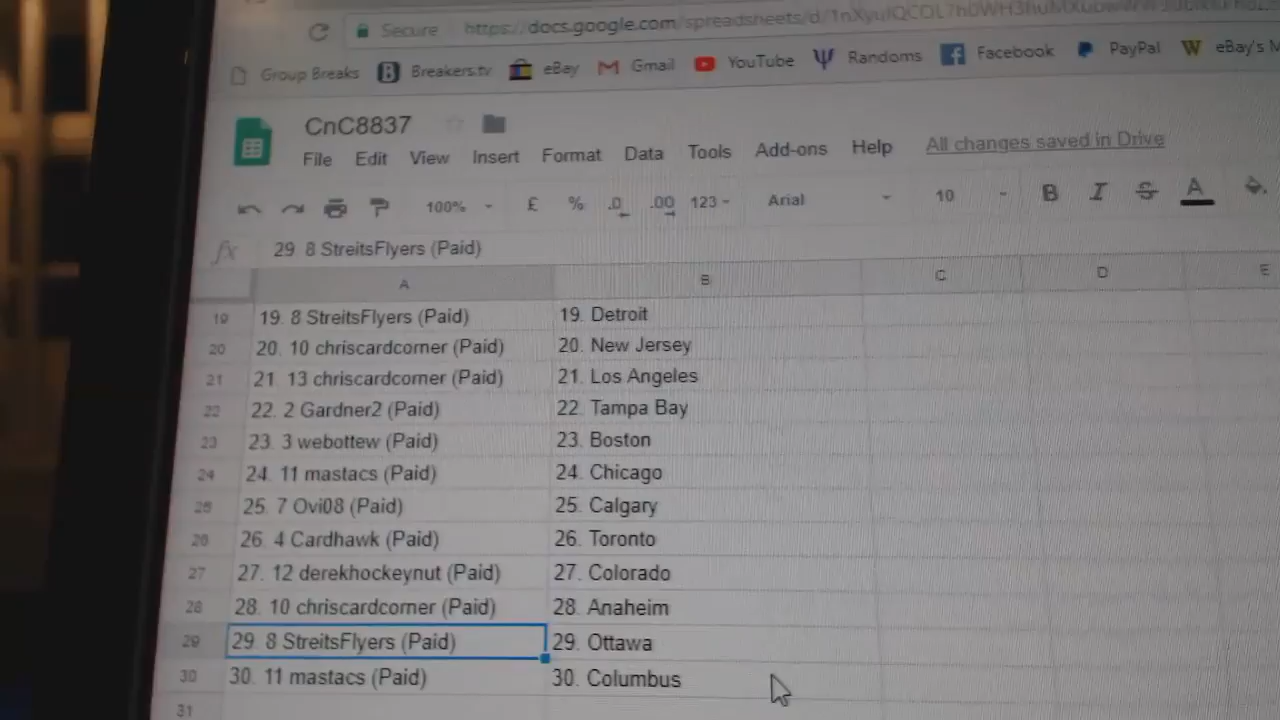 Secure https://docs.google.com/spreadsheets/d/
Group Breaks Breakers.tv eBay Gmail YouTube Randoms Facebook PayPal W eBay's M
CnC8837
File Edit View Insert Format Data Tools Add-ons Help All changes saved in Drive
100% £ % .0 .00 123 Arial 10 B I S A
fx 29. 8 StreitsFlyers (Paid)
A B C D E
19 19. 8 StreitsFlyers (Paid) 19. Detroit
20 20. 10 chriscardcorner (Paid) 20. New Jersey
21 21. 13 chriscardcorner (Paid) 21. Los Angeles
22 22. 2 Gardner2 (Paid) 22. Tampa Bay
23 23. 3 webottew (Paid) 23. Boston
24 24. 11 mastacs (Paid) 24. Chicago
25 25. 7 Ovi08 (Paid) 25. Calgary
26 26. 4 Cardhawk (Paid) 26. Toronto
27 27. 12 derekhockeynut (Paid) 27. Colorado
28 28. 10 chriscardcorner (Paid) 28. Anaheim
29 29. 8 StreitsFlyers (Paid) 29. Ottawa
30 30. 11 mastacs (Paid) 30. Columbus
31